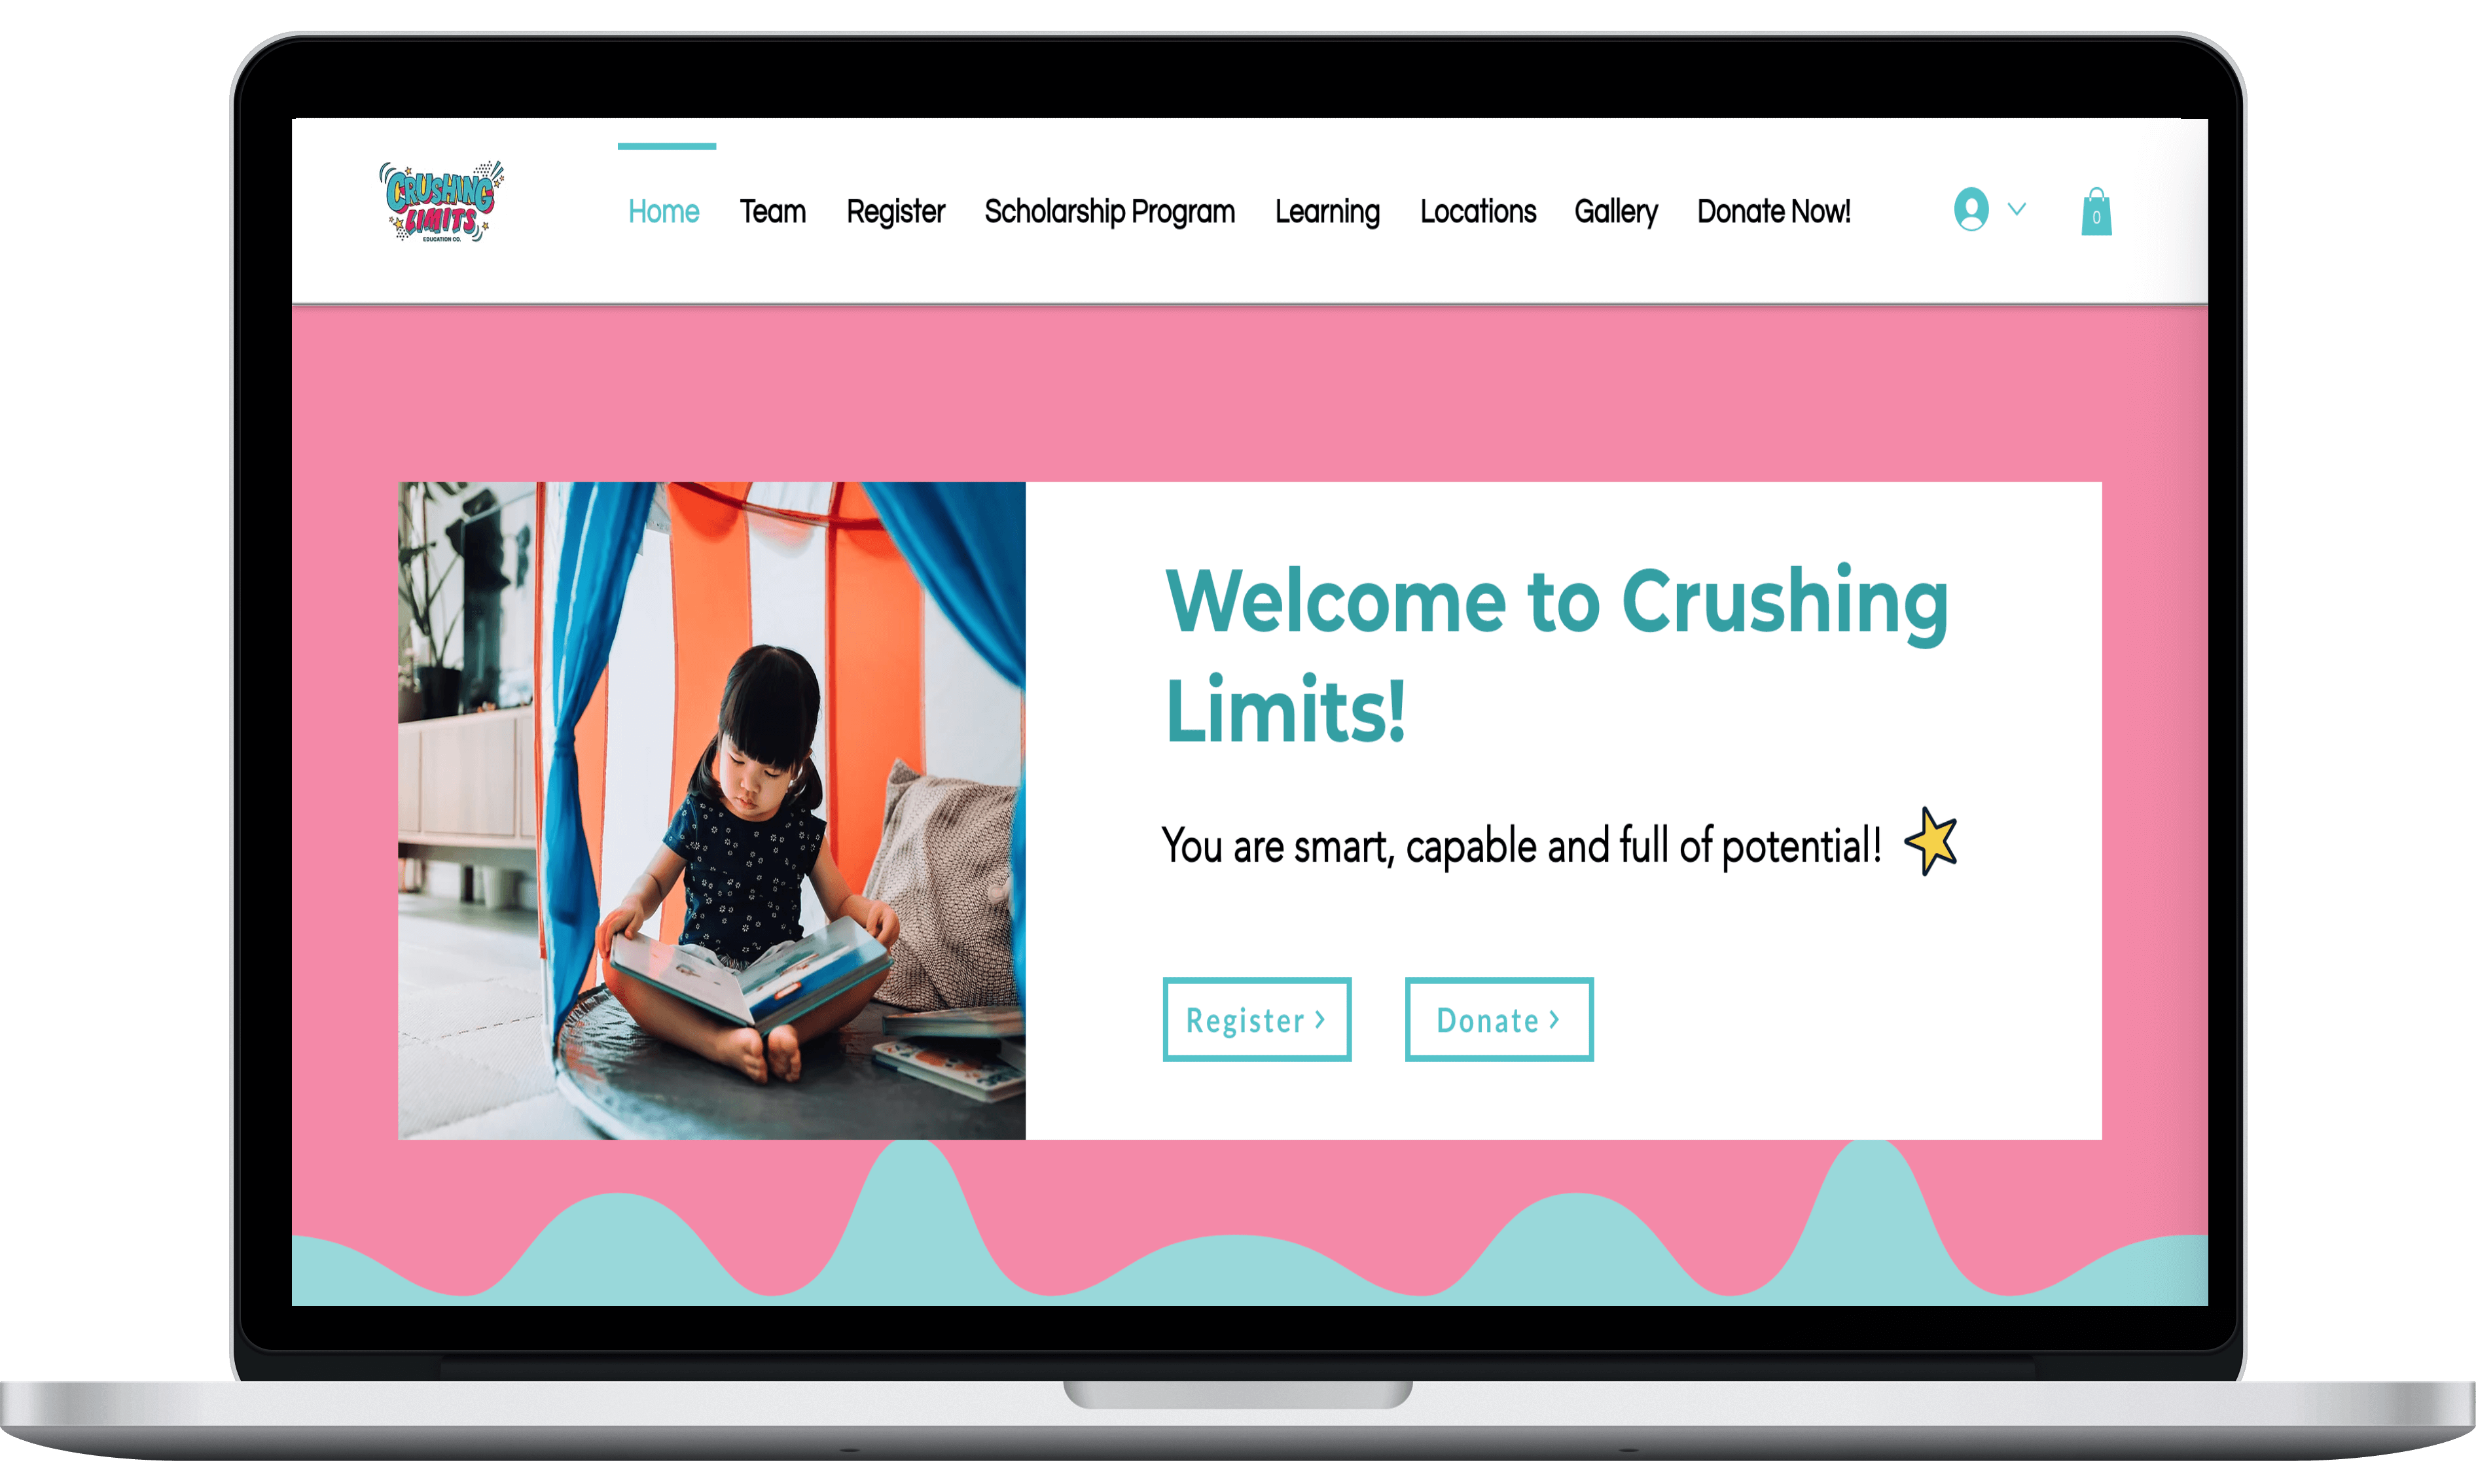 CRUSHING
LIMITS
EDUCATION CO.
Home Team Register Scholarship Program Learning Locations Gallery Donate Now!
0
Welcome to Crushing
Limits!
You are smart, capable and full of potential!
Register >
Donate >